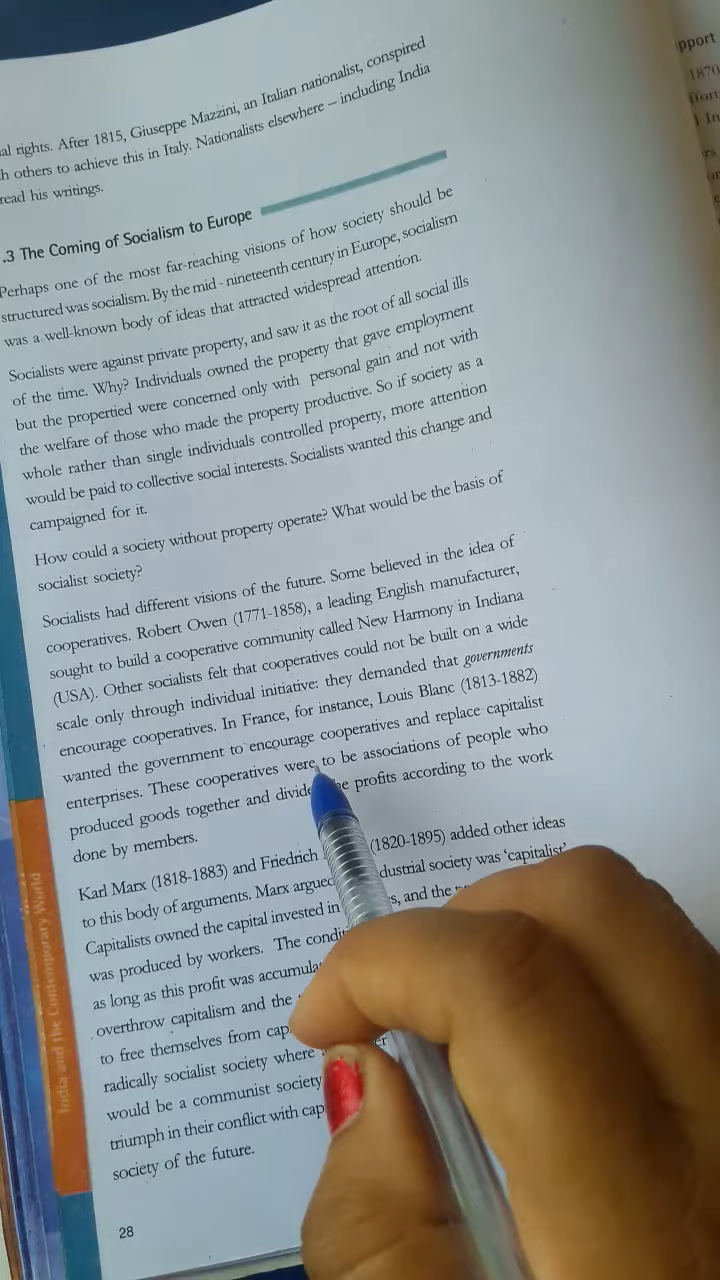 al rights. After 1815, Giuseppe Mazzini, an Italian nationalist, conspired
h others to achieve this in Italy. Nationalists elsewhere – including India
read his writings.
.3 The Coming of Socialism to Europe
Perhaps one of the most far-reaching visions of how society should be
structured was socialism. By the mid - nineteenth century in Europe, socialism
was a well-known body of ideas that attracted widespread attention.
Socialists were against private property, and saw it as the root of all social ills
of the time. Why? Individuals owned the property that gave employment
but the propertied were concerned only with personal gain and not with
the welfare of those who made the property productive. So if society as a
whole rather than single individuals controlled property, more attention
would be paid to collective social interests. Socialists wanted this change and
campaigned for it.
How could a society without property operate? What would be the basis of
socialist society?
Socialists had different visions of the future. Some believed in the idea of
cooperatives. Robert Owen (1771-1858), a leading English manufacturer,
sought to build a cooperative community called New Harmony in Indiana
(USA). Other socialists felt that cooperatives could not be built on a wide
scale only through individual initiative: they demanded that governments
encourage cooperatives. In France, for instance, Louis Blanc (1813-1882)
wanted the government to encourage cooperatives and replace capitalist
enterprises. These cooperatives were to be associations of people who
produced goods together and divide profits according to the work
done by members.
Karl Marx (1818-1883) and Friedrich (1820-1895) added other ideas
to this body of arguments. Marx argued dustrial society was 'capitalist'
Capitalists owned the capital invested in s, and the
was produced by workers. The condi
as long as this profit was accumula
overthrow capitalism and the
to free themselves from cap
radically socialist society where
would be a communist society
triumph in their conflict with cap
society of the future.
28
India and the Contemporary World
pport
1870